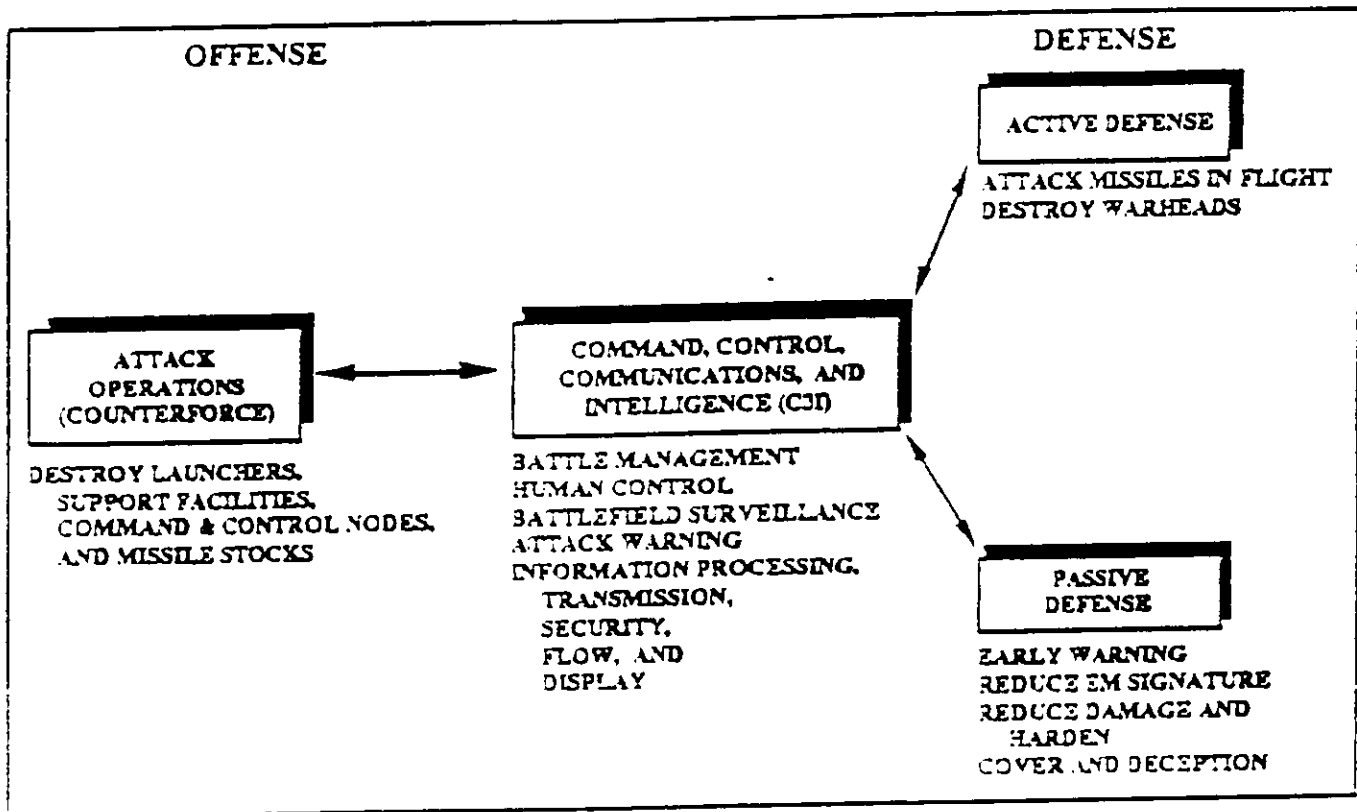 OFFENSE
DEFENSE
ACTIVE DEFENSE
ATTACK MISSILES IN FLIGHT
DESTROY WARHEADS
ATTACK
OPERATIONS
(COUNTERFORCE)
DESTROY LAUNCHERS,
SUPPORT FACILITIES,
COMMAND & CONTROL NODES,
AND MISSILE STOCKS
COMMAND, CONTROL,
COMMUNICATIONS, AND
INTELLIGENCE (C3I)
BATTLE MANAGEMENT
HUMAN CONTROL
BATTLEFIELD SURVEILLANCE
ATTACK WARNING
INFORMATION PROCESSING,
TRANSMISSION,
SECURITY,
FLOW, AND
DISPLAY
PASSIVE
DEFENSE
EARLY WARNING
REDUCE EM SIGNATURE
REDUCE DAMAGE AND
HARDEN
COVER AND DECEPTION